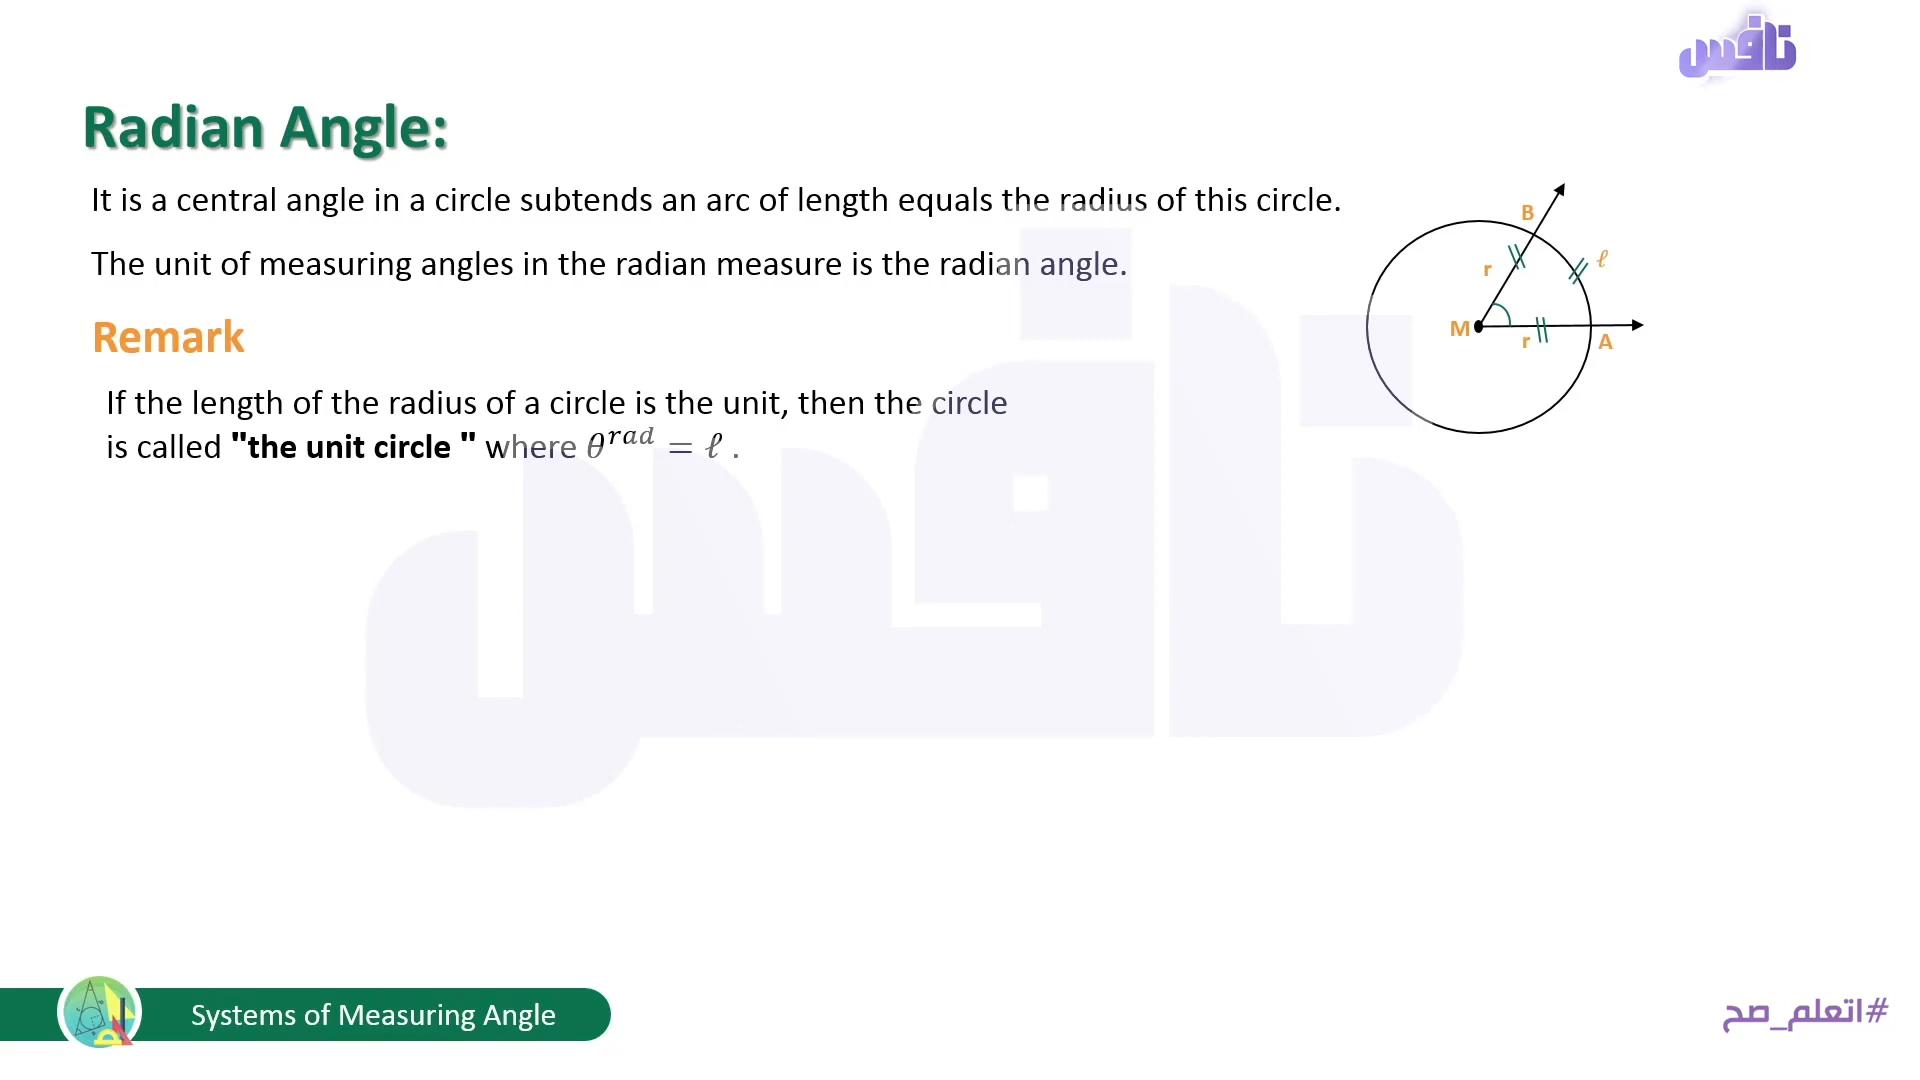 نافس
Radian Angle:
It is a central angle in a circle subtends an arc of length equals the radius of this circle.
The unit of measuring angles in the radian measure is the radian angle.
B
ℓ
r
M
r
A
Remark
If the length of the radius of a circle is the unit, then the circle
is called "the unit circle " where θ^rad = ℓ .
نافس
Systems of Measuring Angle
#اتعلم_صح